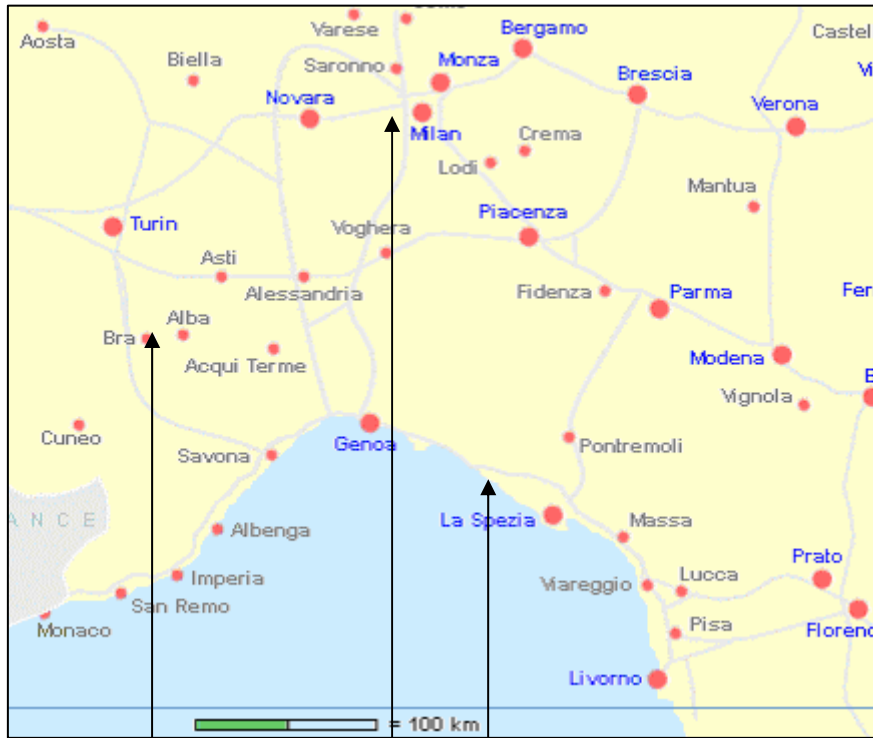 Varese
Bergamo
Aosta
Castel
Biella
Saronno
Monza
Brescia
Novara
Verona
Milan
Crema
Lodi
Mantua
Turin
Voghera
Piacenza
Asti
Alessandria
Fidenza
Parma
Alba
Bra
Acqui Terme
Modena
Vignola
Cuneo
Genoa
Savona
Pontremoli
A N C E
La Spezia
Massa
Albenga
Prato
Imperia
Viareggio
Lucca
San Remo
Monaco
Pisa
Livorno
= 100 km